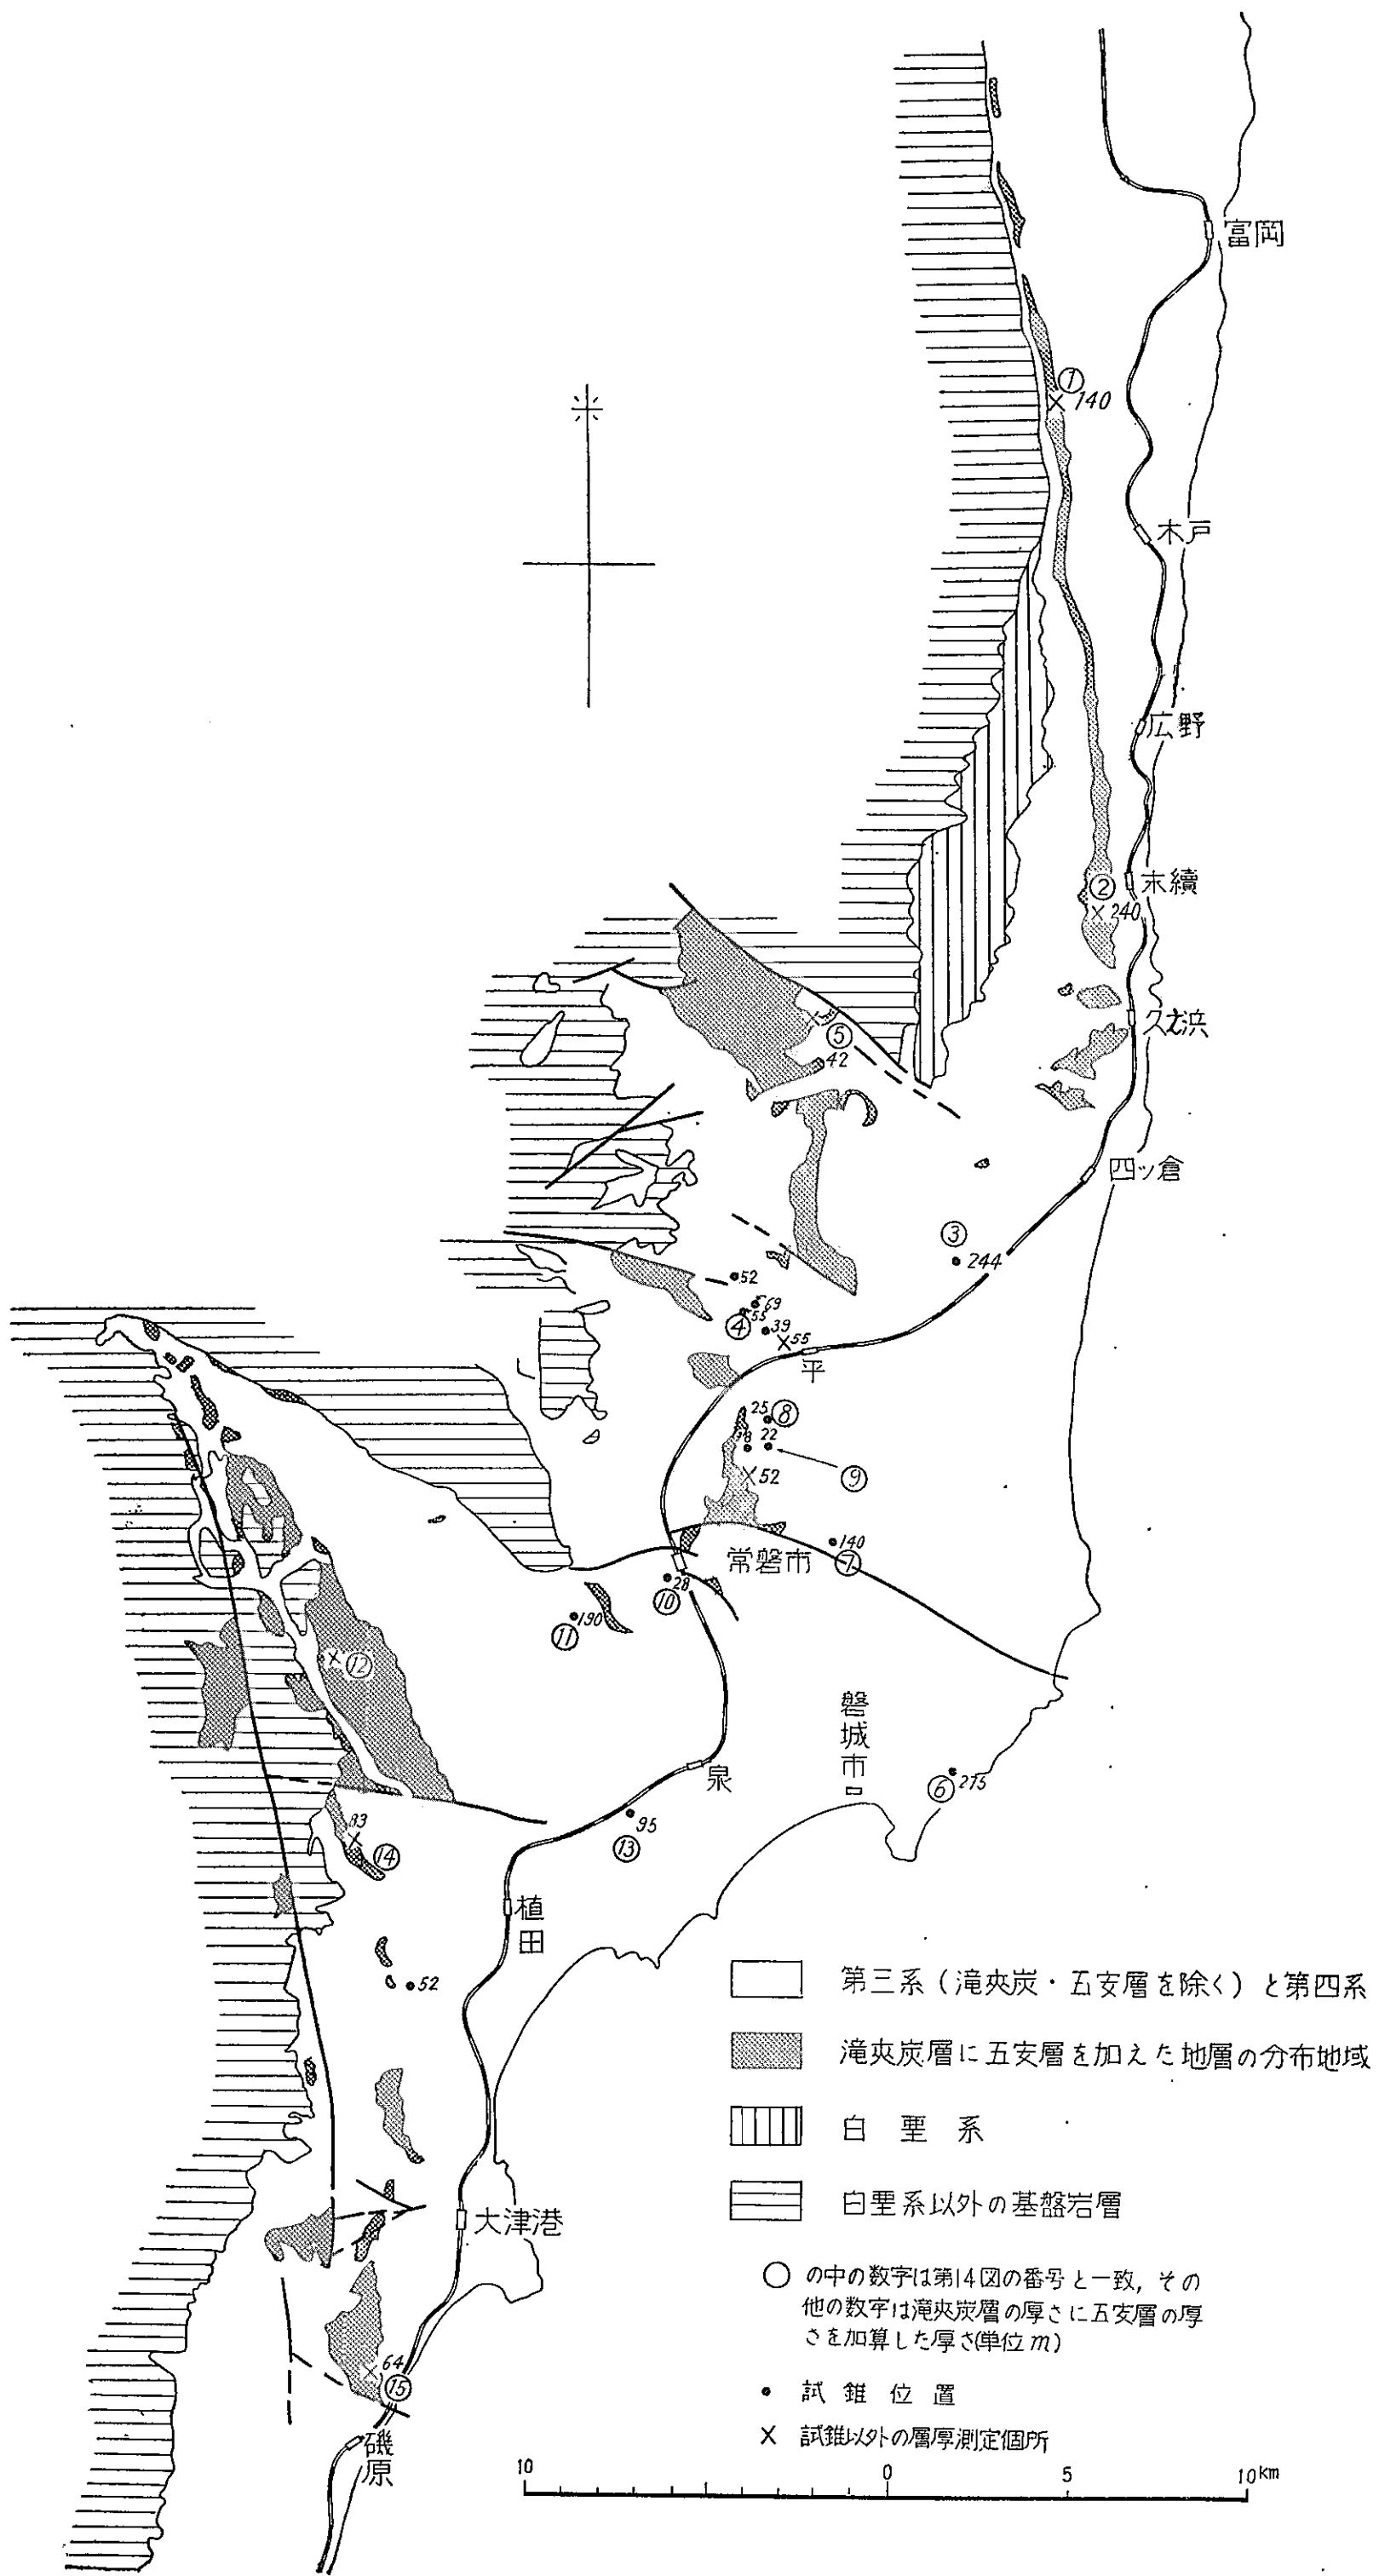 富岡
①
140
木戸
広野
②
末續
240
久之浜
⑤
42
四ッ倉
③
244
52
69
55
④
39
55
平
25
⑧
22
52
⑨
140
常磐市
⑦
28
⑩
190
⑪
⑫
磐城市
泉
⑥
275
95
⑬
83
⑭
植田
52
大津港
64
⑮
磯原
第三系(滝夾炭・五安層を除く)と第四系
滝夾炭層に五安層を加えた地層の分布地域
白聖系
白聖系以外の基盤岩層
○の中の数字は第14図の番号と一致,その
他の数字は滝夾炭層の厚さに五安層の厚
さを加算した厚さ(単位m)
• 試錐位置
× 試錐以外の層厚測定個所
10 0 5 10km